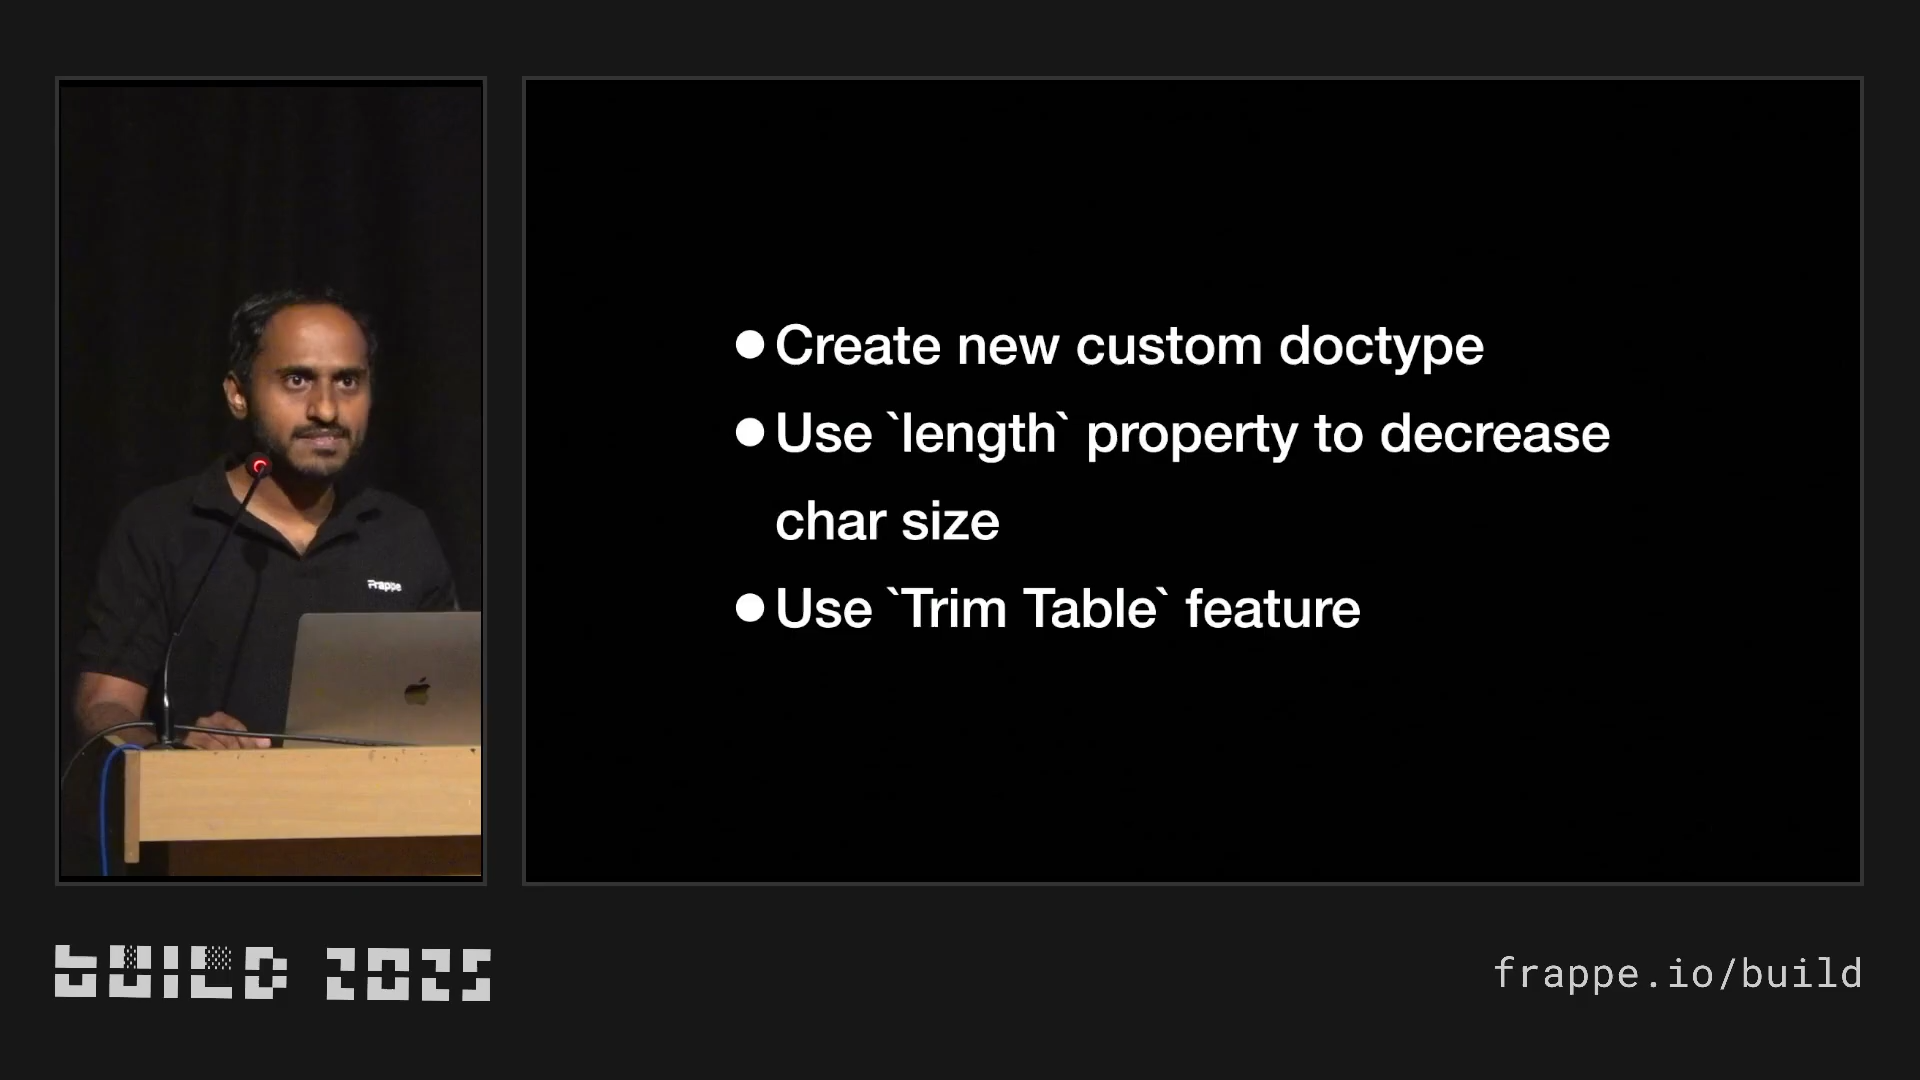 Frappe
● Create new custom doctype
● Use `length` property to decrease
char size
● Use `Trim Table` feature
BUILD 2025
frappe.io/build